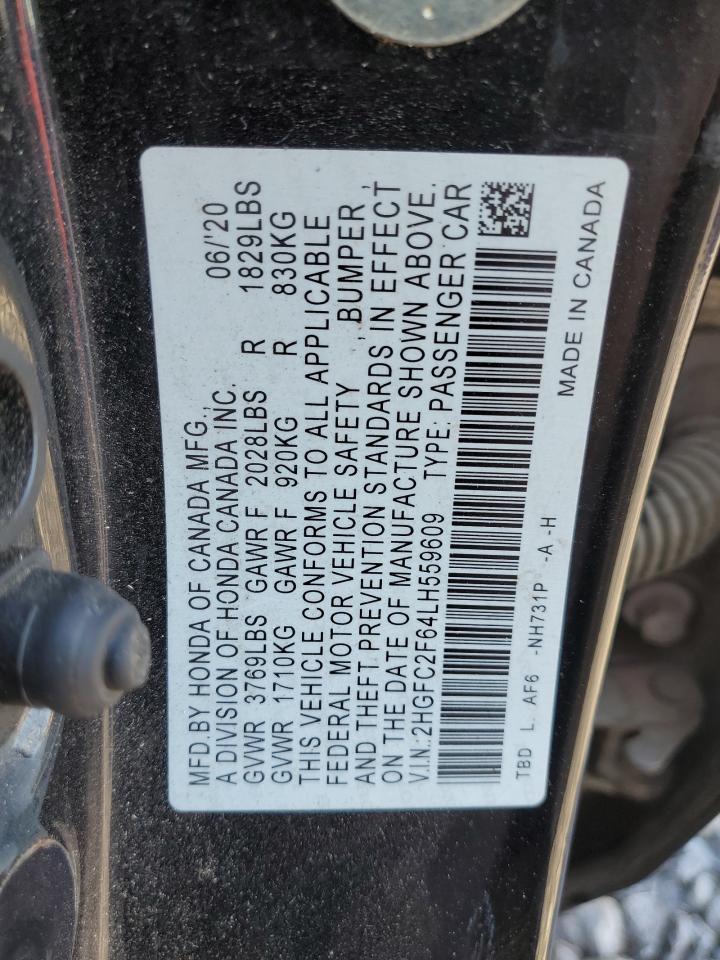 MFD.BY HONDA OF CANADA MFG., 06/'20
A DIVISION OF HONDA CANADA INC.
GVWR 3769LBS GAWR F 2028LBS R 1829LBS
GVWR 1710KG GAWR F 920KG R 830KG
THIS VEHICLE CONFORMS TO ALL APPLICABLE
FEDERAL MOTOR VEHICLE SAFETY , BUMPER,
AND THEFT PREVENTION STANDARDS IN EFFECT
ON THE DATE OF MANUFACTURE SHOWN ABOVE.
V.I.N.:2HGFC2F64LH559609 TYPE: PASSENGER CAR
TBD L. AF6 -NH731P -A -H
MADE IN CANADA